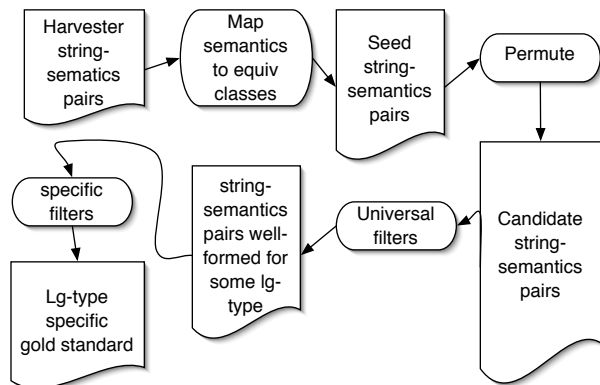 Harvester
string-
sematics
pairs
Map
semantics
to equiv
classes
Seed
string-
semantics
pairs
Permute
Candidate
string-
semantics
pairs
Universal
filters
string-
semantics
pairs well-
formed for
some lg-
type
specific
filters
Lg-type
specific
gold standard